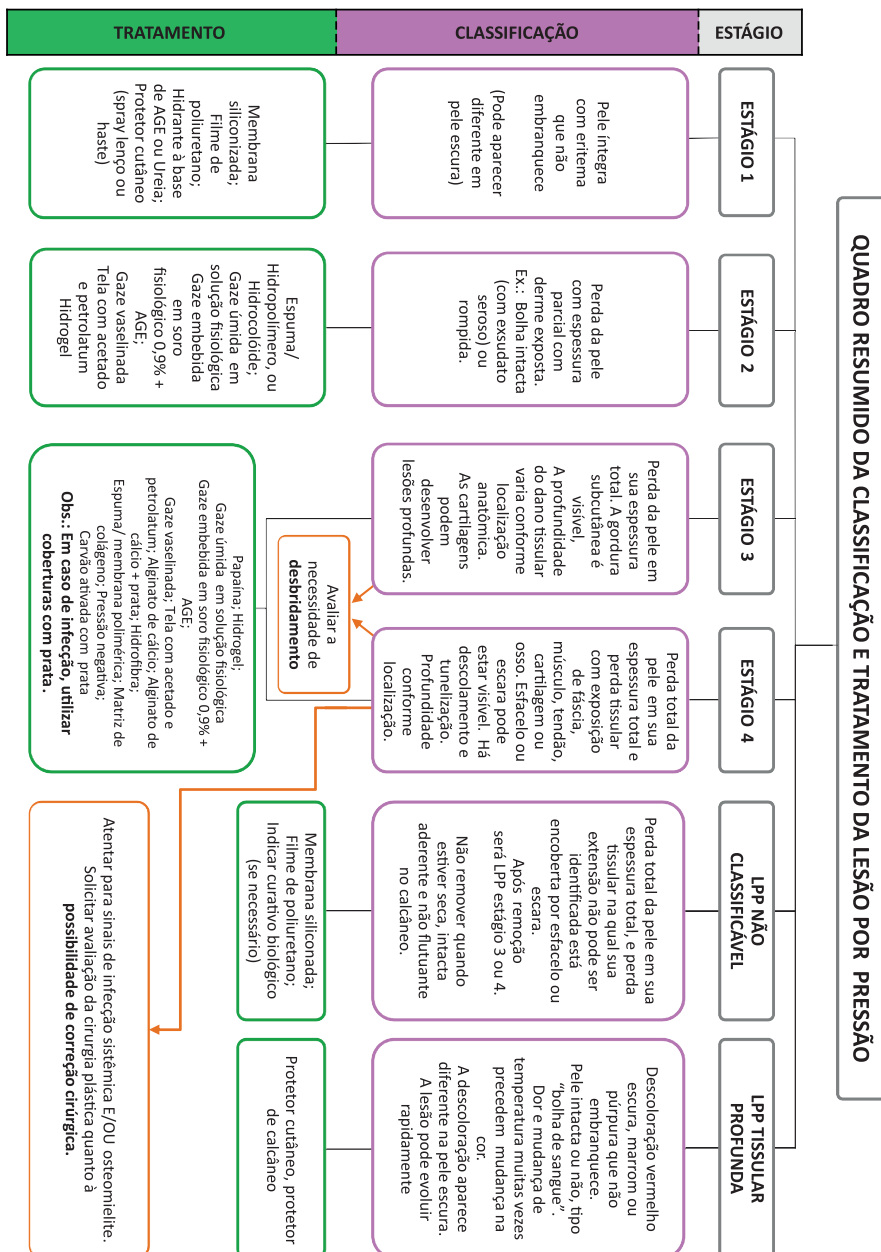 QUADRO RESUMIDO DA CLASSIFICAÇÃO E TRATAMENTO DA LESÃO POR PRESSÃO
ESTÁGIO
CLASSIFICAÇÃO
TRATAMENTO
ESTÁGIO 1
Pele íntegra
com eritema
que não
embranquece
(Pode aparecer
diferente em
pele escura)
Membrana
siliconizada;
Filme de
poliuretano;
Hidrante à base
de AGE ou Ureia;
Protetor cutâneo
(spray lenço ou
haste)
ESTÁGIO 2
Perda da pele
com espessura
parcial com
derme exposta.
Ex.: Bolha intacta
(com exsudato
seroso) ou
rompida.
Espuma/
Hidropolímero, ou
Hidrocolóide;
Gaze úmida em
solução fisiológica
Gaze embebida
em soro
fisiológico 0,9% +
AGE;
Gaze vaselinada
Tela com acetado
e petrolatum
Hidrogel
ESTÁGIO 3
Perda da pele em
sua espessura
total. A gordura
subcutânea é
visível,
A profundidade
do dano tissular
varia conforme
localização
anatômica.
As cartilagens
podem
desenvolver
lesões profundas.
ESTÁGIO 4
Perda total da
pele em sua
espessura total e
perda tissular
com exposição
de fáscia,
músculo, tendão,
cartilagem ou
osso. Esfacelo ou
escara pode
estar visível. Há
descolamento e
tunelização.
Profundidade
conforme
localização.
Avaliar a
necessidade de
desbridamento
Papaína; Hidrogel;
Gaze úmida em solução fisiológica
Gaze embebida em soro fisiológico 0,9% +
AGE;
Gaze vaselinada; Tela com acetado e
petrolatum; Alginato de cálcio; Alginato de
cálcio + prata; Hidrofibra;
Espuma/ membrana polimérica; Matriz de
colágeno; Pressão negativa;
Carvão ativada com prata
Obs.: Em caso de infecção, utilizar
coberturas com prata.
LPP NÃO
CLASSIFICÁVEL
Perda total da pele em sua
espessura total, e perda
tissular na qual sua
extensão não pode ser
identificada está
encoberta por esfacelo ou
escara.
Após remoção
será LPP estágio 3 ou 4.
Não remover quando
estiver seca, intacta
aderente e não flutuante
no calcâneo.
Membrana siliconada;
Filme de poliuretano;
Indicar curativo biológico
(se necessário)
LPP TISSULAR
PROFUNDA
Descoloração vermelho
escura, marrom ou
púrpura que não
embranquece.
Pele intacta ou não, tipo
“bolha de sangue”.
Dor e mudança de
temperatura muitas vezes
precedem mudança na
cor.
A descoloração aparece
diferente na pele escura.
A lesão pode evoluir
rapidamente
Protetor cutâneo, protetor
de calcâneo
Atentar para sinais de infecção sistêmica E/OU osteomielite.
Solicitar avaliação da cirurgia plástica quanto à
possibilidade de correção cirúrgica.